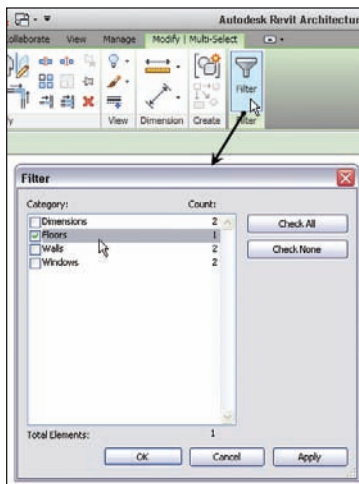 Autodesk Revit Architectur
ollaborate View Manage Modify | Multi-Select
Filter
View Dimension Create Filter
Filter
Category: Count:
Dimensions 2
Floors 1
Walls 2
Windows 2
Check All
Check None
Total Elements: 1
OK Cancel Apply